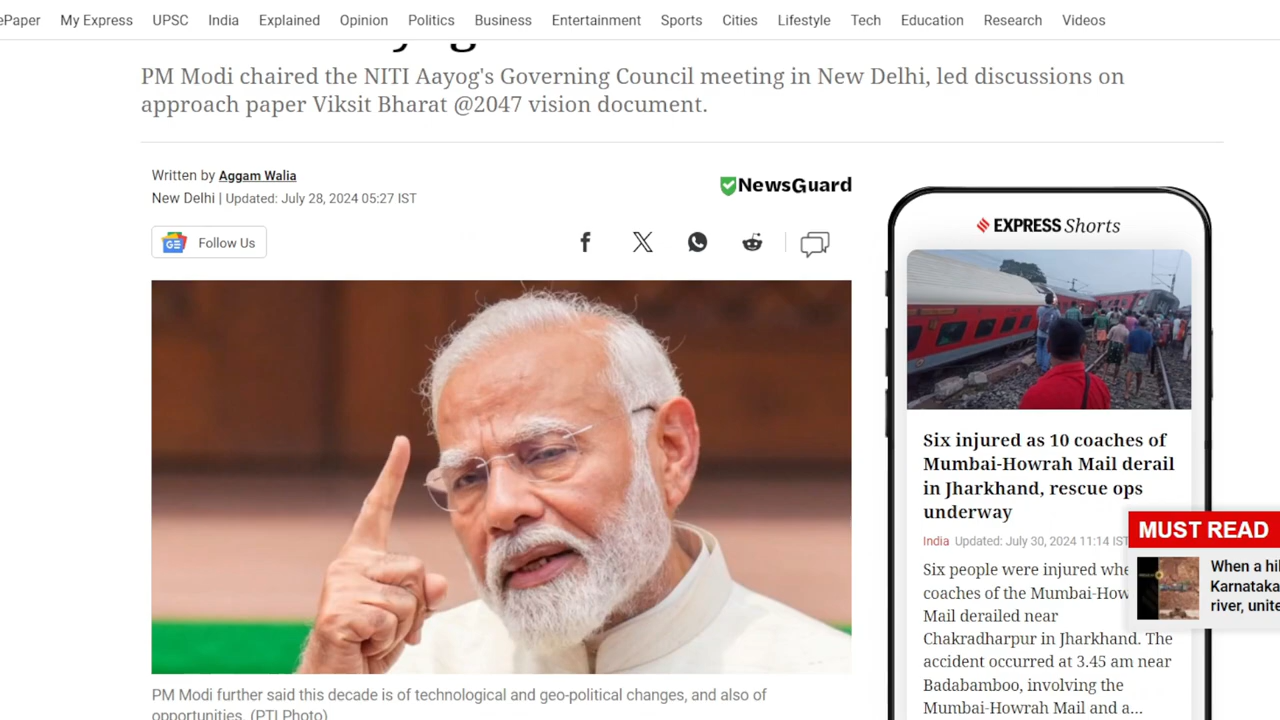 ePaper My Express UPSC India Explained Opinion Politics Business Entertainment Sports Cities Lifestyle Tech Education Research Videos
PM Modi chaired the NITI Aayog's Governing Council meeting in New Delhi, led discussions on
approach paper Viksit Bharat @2047 vision document.
Written by Aggam Walia
New Delhi | Updated: July 28, 2024 05:27 IST
NewsGuard
GE Follow Us
PM Modi further said this decade is of technological and geo-political changes, and also of
opportunities. (PTI Photo)
EXPRESS Shorts
Six injured as 10 coaches of
Mumbai-Howrah Mail derail
in Jharkhand, rescue ops
underway
India Updated: July 30, 2024 11:14 IST
Six people were injured whe
coaches of the Mumbai-How
Mail derailed near
Chakradharpur in Jharkhand. The
accident occurred at 3.45 am near
Badabamboo, involving the
Mumbai-Howrah Mail and a...
MUST READ
When a hil
Karnataka
river, unite